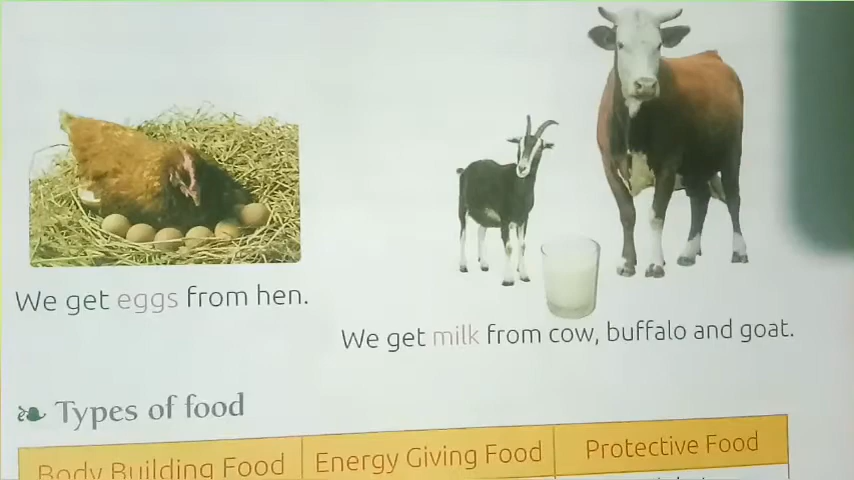 We get eggs from hen.
We get milk from cow, buffalo and goat.
Types of food
Body Building Food
Energy Giving Food
Protective Food